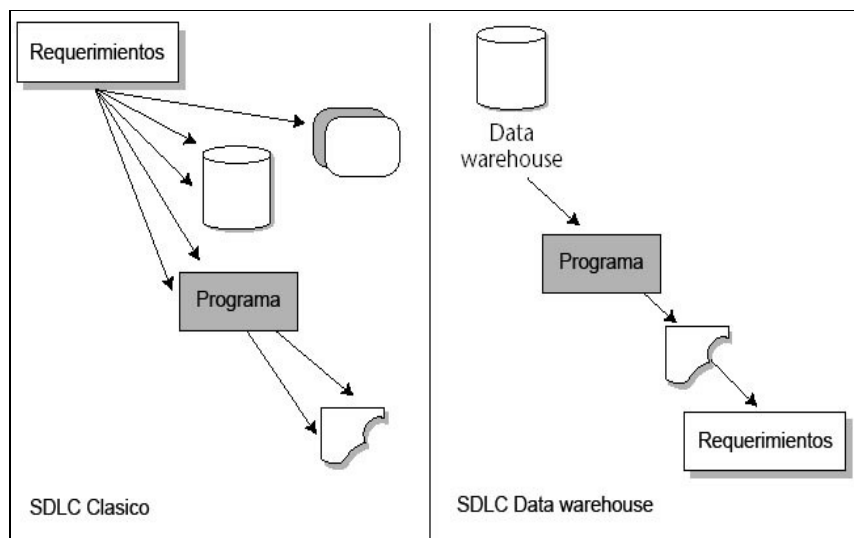 Requerimientos
Programa
SDLC Clasico
Data
warehouse
Programa
Requerimientos
SDLC Data warehouse